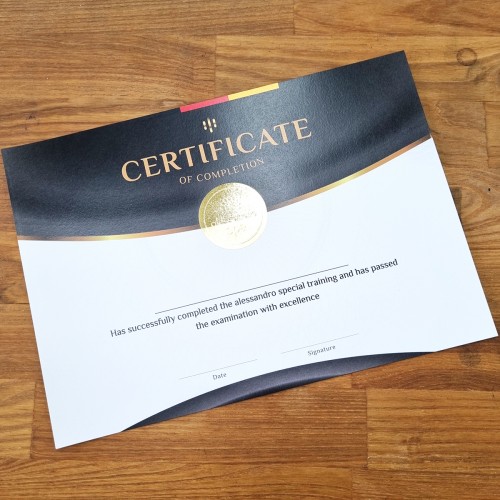 CERTIFICATE
OF COMPLETION
Has successfully completed the alessandro special training and has passed
the examination with excellence
Date
Signature